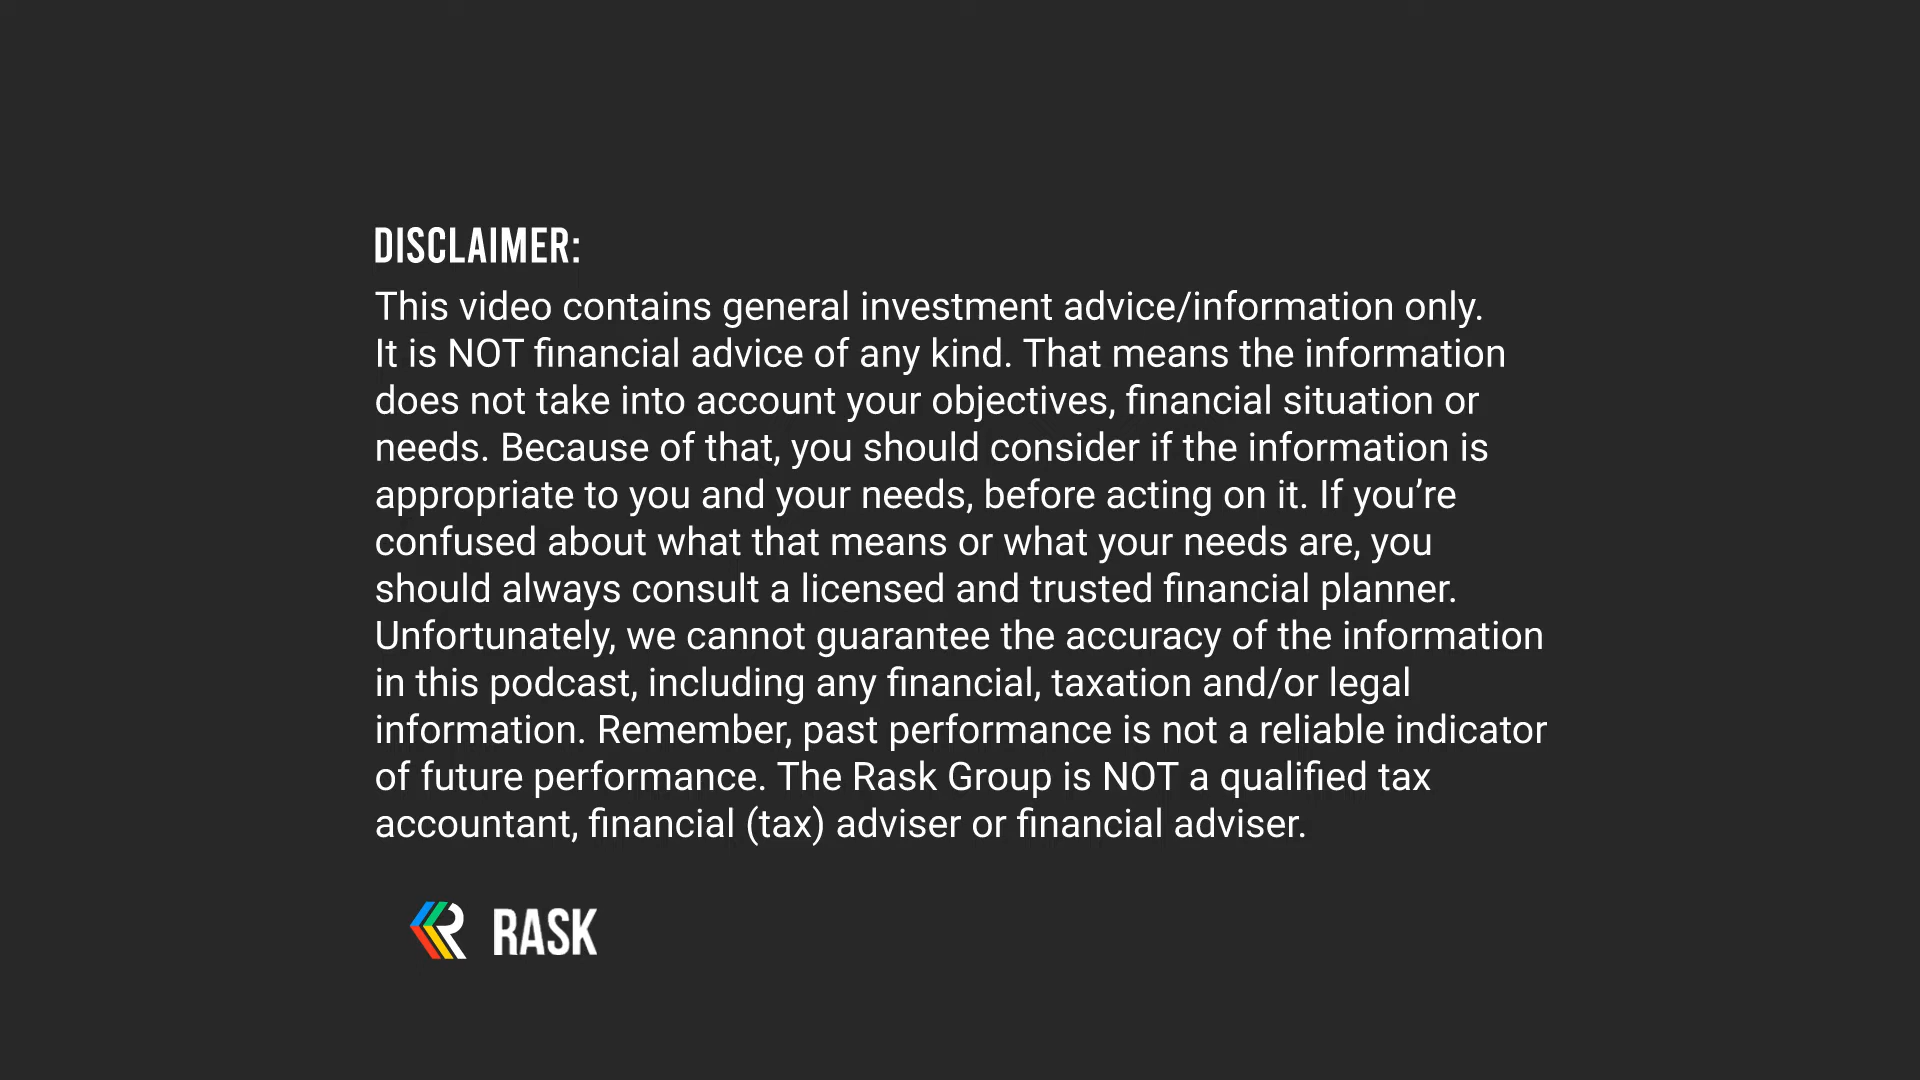 DISCLAIMER:
This video contains general investment advice/information only.
It is NOT financial advice of any kind. That means the information
does not take into account your objectives, financial situation or
needs. Because of that, you should consider if the information is
appropriate to you and your needs, before acting on it. If you’re
confused about what that means or what your needs are, you
should always consult a licensed and trusted financial planner.
Unfortunately, we cannot guarantee the accuracy of the information
in this podcast, including any financial, taxation and/or legal
information. Remember, past performance is not a reliable indicator
of future performance. The Rask Group is NOT a qualified tax
accountant, financial (tax) adviser or financial adviser.
RASK